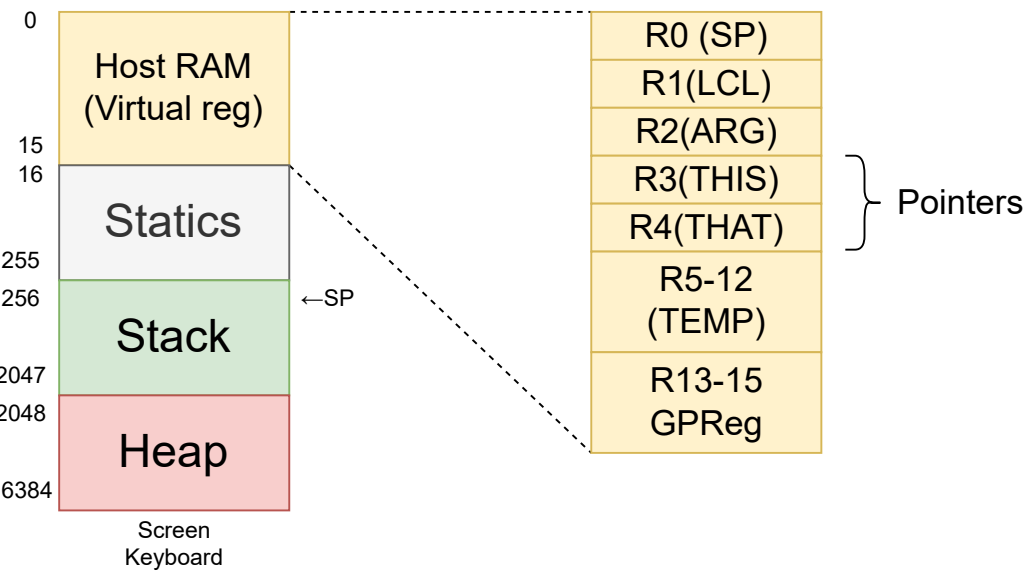 0
Host RAM
(Virtual reg)
15
16
Statics
255
256
Stack
←SP
2047
2048
Heap
6384
Screen
Keyboard
R0 (SP)
R1(LCL)
R2(ARG)
R3(THIS)
R4(THAT)
Pointers
R5-12
(TEMP)
R13-15
GPReg